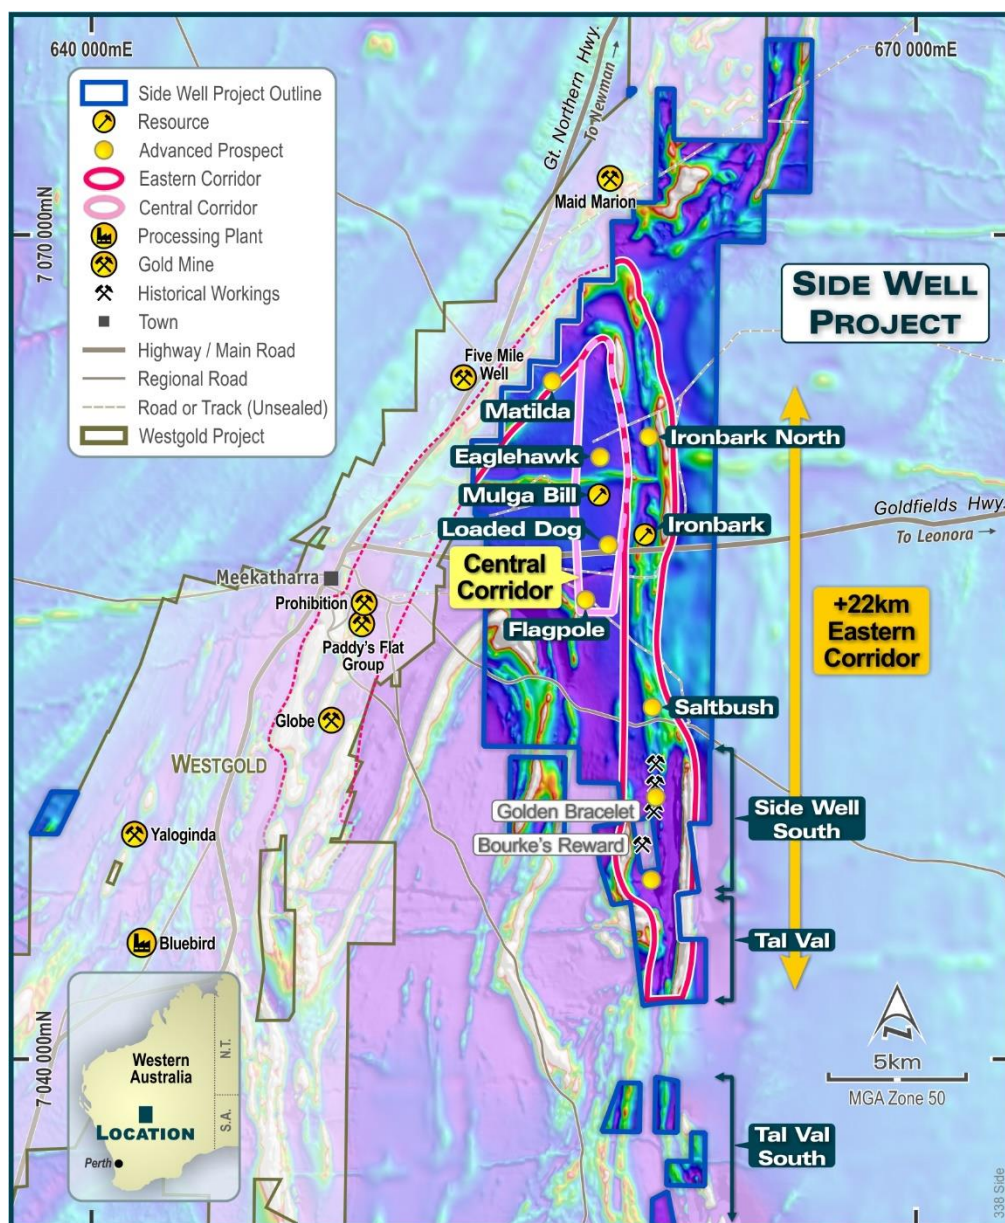 640 000mE
670 000mE
Gt. Northern Hwy.
To Newman
Side Well Project Outline
Resource
Advanced Prospect
Eastern Corridor
Central Corridor
Processing Plant
Gold Mine
Historical Workings
Town
Highway / Main Road
Regional Road
Road or Track (Unsealed)
Westgold Project
Maid Marion
7 070 000mN
SIDE WELL
PROJECT
Five Mile
Well
Matilda
Ironbark North
Eaglehawk
Mulga Bill
Goldfields Hwy.
To Leonora
Loaded Dog
Ironbark
Central
Corridor
Meekatharra
Prohibition
+22km
Eastern
Corridor
Flagpole
Paddy's Flat
Group
Saltbush
Globe
WESTGOLD
Golden Bracelet
Side Well
South
Yaloginda
Bourke's Reward
Bluebird
Tal Val
N
5km
MGA Zone 50
7 040 000mN
Western
Australia
N.T.
S.A.
LOCATION
Perth
Tal Val
South
338 Side